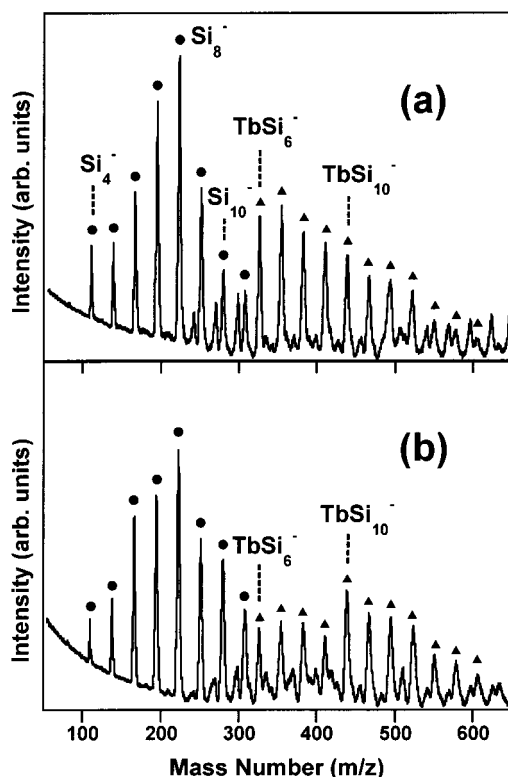 Si₈⁻
(a)
TbSi₆⁻
Si₄⁻
TbSi₁₀⁻
Si₁₀⁻
Intensity (arb. units)
(b)
TbSi₁₀⁻
TbSi₆⁻
Intensity (arb. units)
100 200 300 400 500 600
Mass Number (m/z)